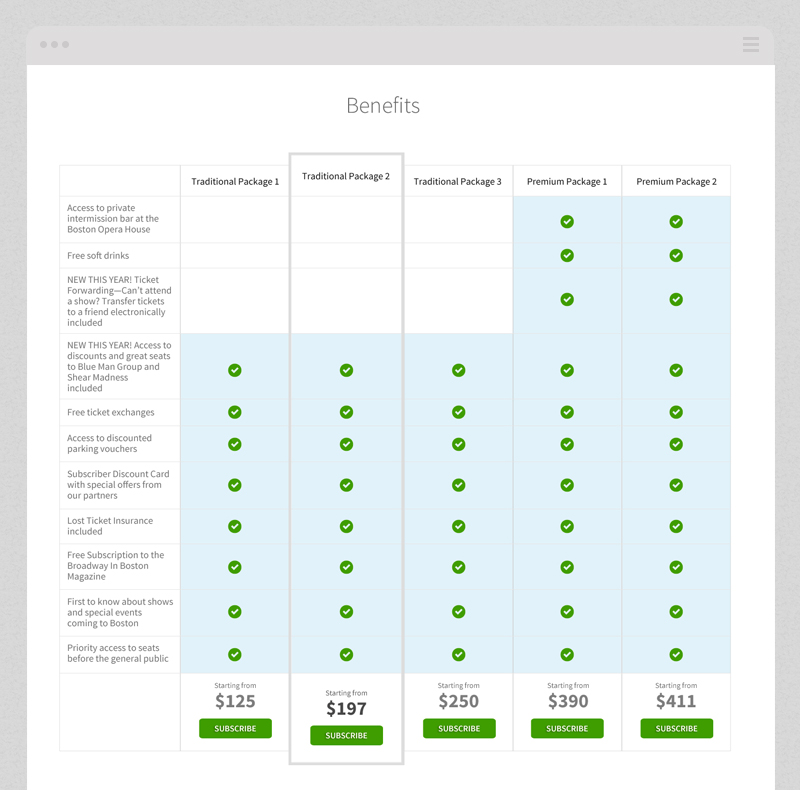 Benefits
Traditional Package 1
Traditional Package 2
Traditional Package 3
Premium Package 1
Premium Package 2
Access to private
intermission bar at the
Boston Opera House
Free soft drinks
NEW THIS YEAR! Ticket
Forwarding—Can't attend
a show? Transfer tickets
to a friend electronically
included
NEW THIS YEAR! Access to
discounts and great seats
to Blue Man Group and
Shear Madness
included
Free ticket exchanges
Access to discounted
parking vouchers
Subscriber Discount Card
with special offers from
our partners
Lost Ticket Insurance
included
Free Subscription to the
Broadway In Boston
Magazine
First to know about shows
and special events
coming to Boston
Priority access to seats
before the general public
Starting from
$125
SUBSCRIBE
Starting from
$197
SUBSCRIBE
Starting from
$250
SUBSCRIBE
Starting from
$390
SUBSCRIBE
Starting from
$411
SUBSCRIBE